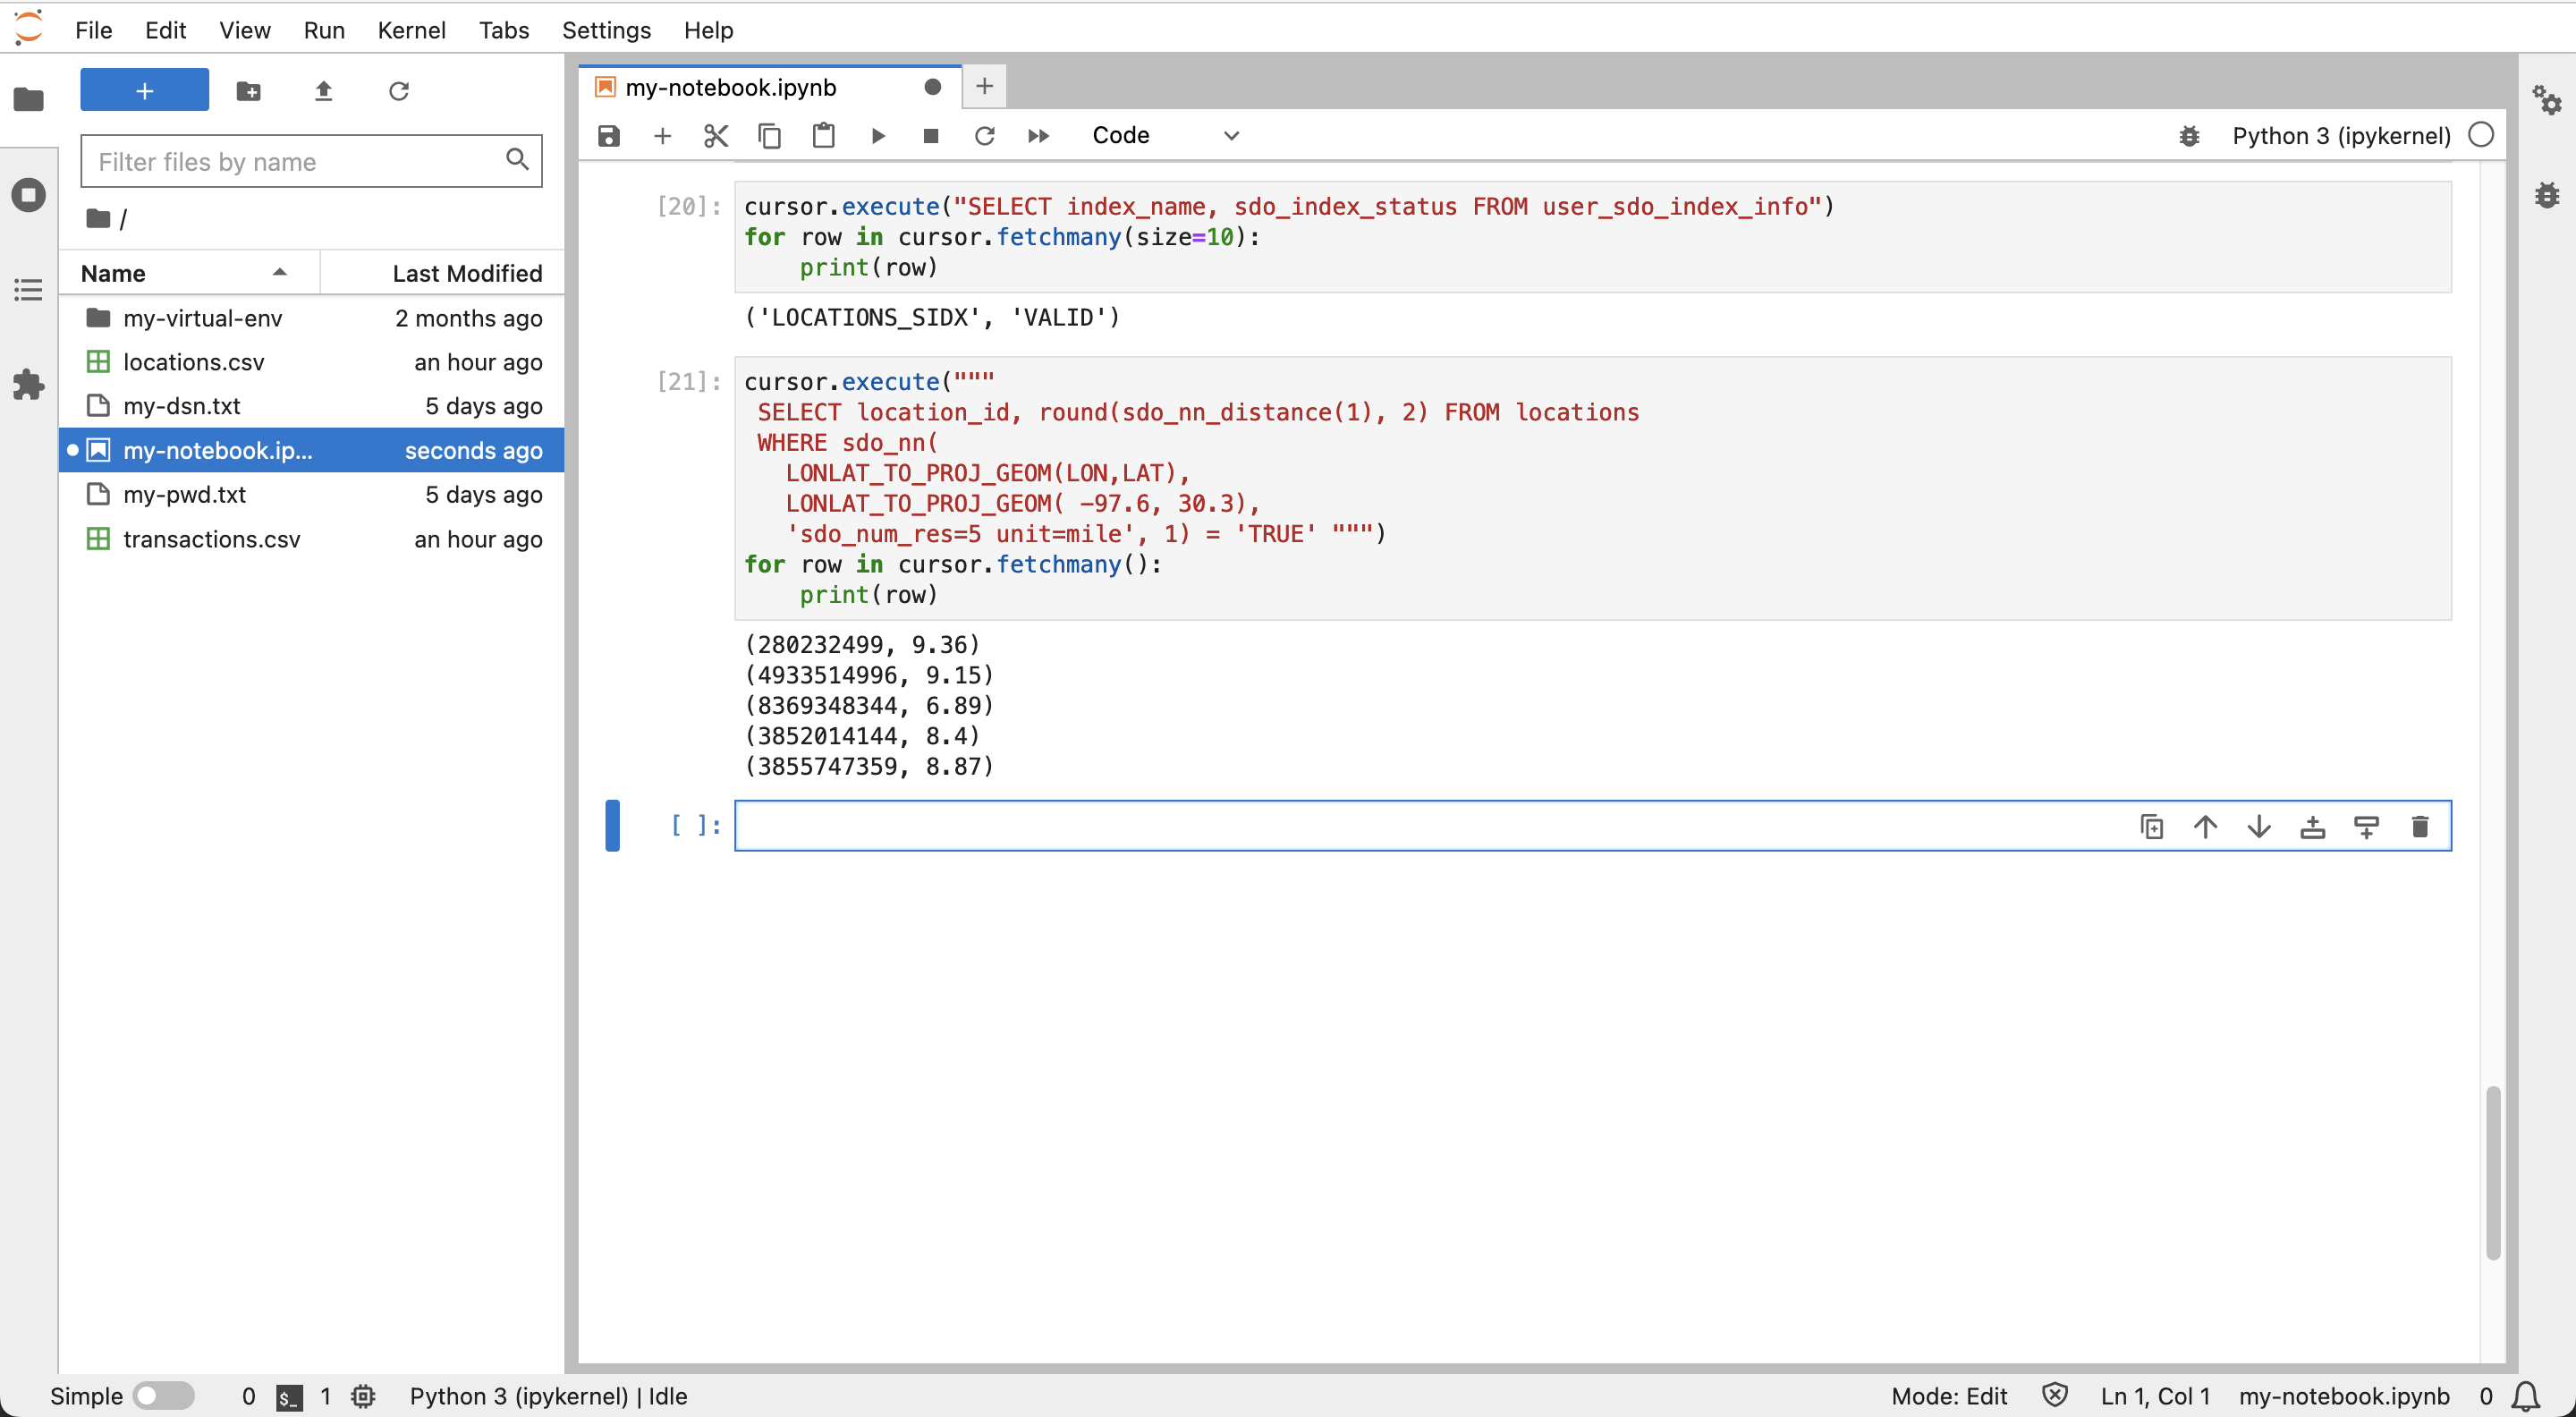 File Edit View Run Kernel Tabs Settings Help
my-notebook.ipynb
Filter files by name
Code
Python 3 (ipykernel)
/
Name Last Modified
my-virtual-env 2 months ago
locations.csv an hour ago
my-dsn.txt 5 days ago
my-notebook.ip... seconds ago
my-pwd.txt 5 days ago
transactions.csv an hour ago
[20]: cursor.execute("SELECT index_name, sdo_index_status FROM user_sdo_index_info")
for row in cursor.fetchmany(size=10):
    print(row)
('LOCATIONS_SIDX', 'VALID')
[21]: cursor.execute("""
 SELECT location_id, round(sdo_nn_distance(1), 2) FROM locations
 WHERE sdo_nn(
   LONLAT_TO_PROJ_GEOM(LON,LAT),
   LONLAT_TO_PROJ_GEOM( -97.6, 30.3),
   'sdo_num_res=5 unit=mile', 1) = 'TRUE' """)
for row in cursor.fetchmany():
    print(row)
(280232499, 9.36)
(4933514996, 9.15)
(8369348344, 6.89)
(3852014144, 8.4)
(3855747359, 8.87)
[ ]:
Simple 0 $_ 1 Python 3 (ipykernel) | Idle Mode: Edit Ln 1, Col 1 my-notebook.ipynb 0